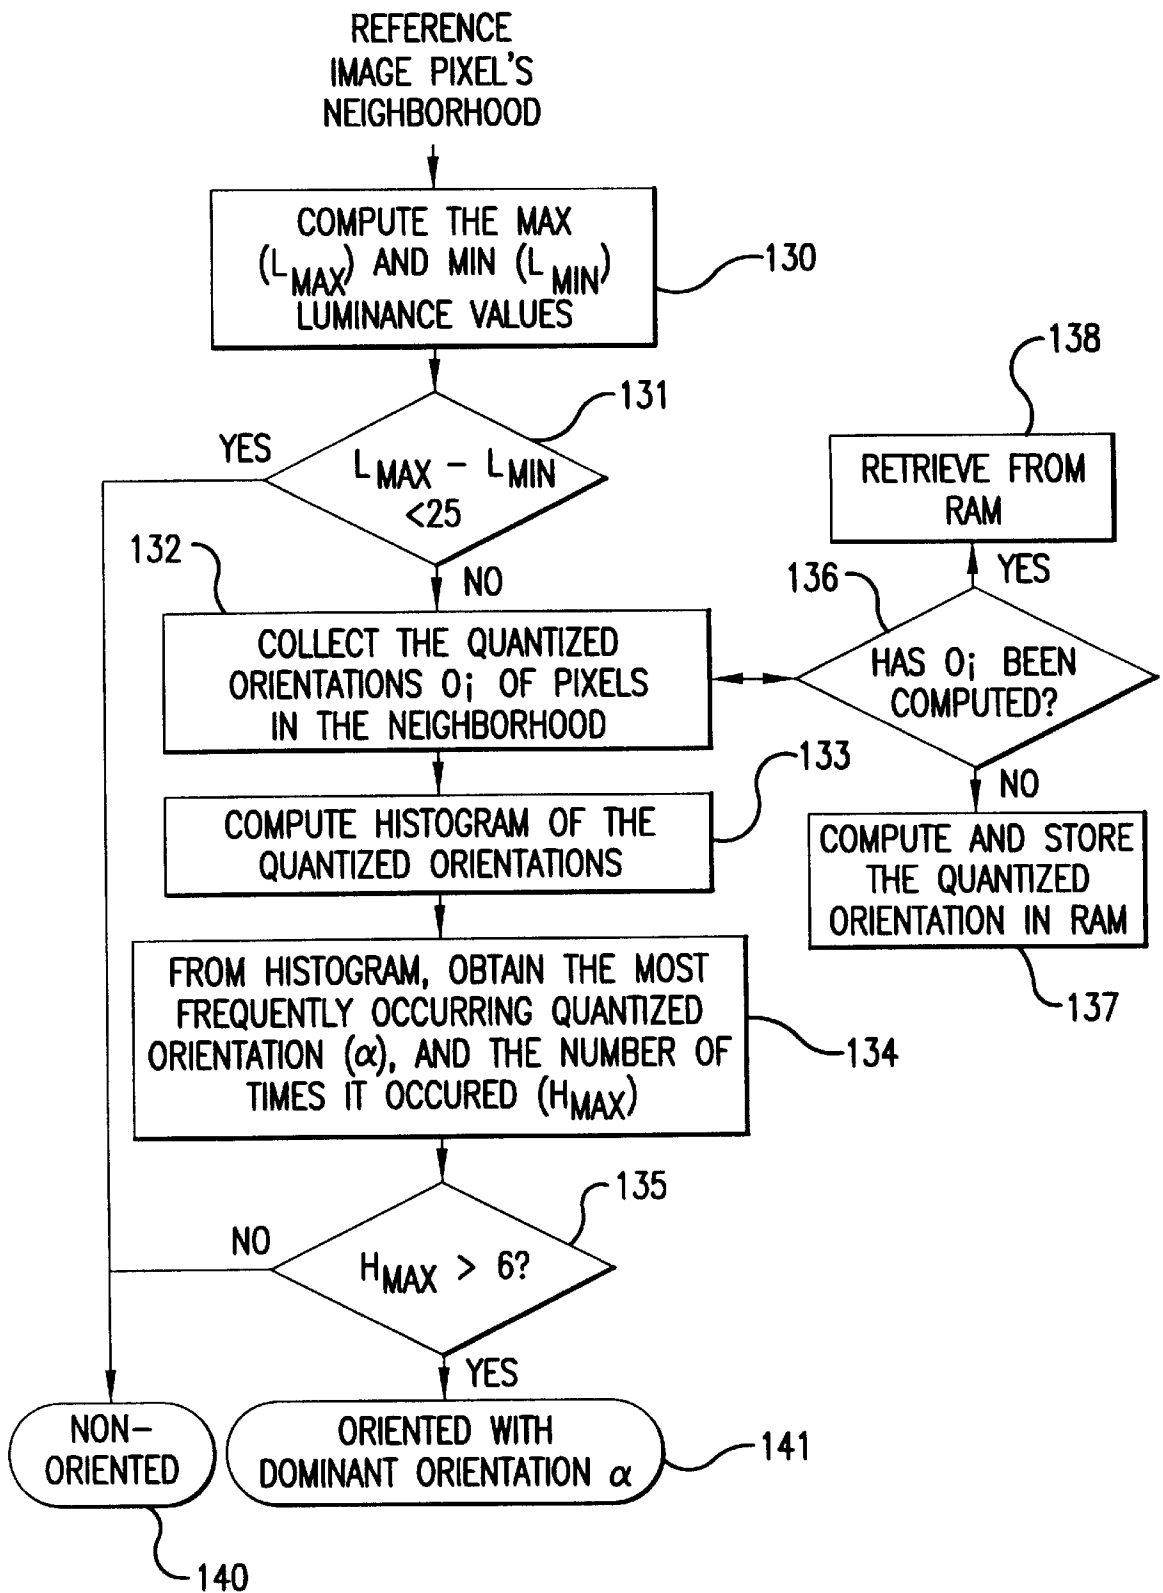 REFERENCE
IMAGE PIXEL'S
NEIGHBORHOOD
COMPUTE THE MAX
(LMAX) AND MIN (LMIN)
LUMINANCE VALUES
130
138
131
YES
LMAX – LMIN
<25
RETRIEVE FROM
RAM
132
NO
136
YES
COLLECT THE QUANTIZED
ORIENTATIONS Oi OF PIXELS
IN THE NEIGHBORHOOD
HAS Oi BEEN
COMPUTED?
133
NO
COMPUTE HISTOGRAM OF THE
QUANTIZED ORIENTATIONS
COMPUTE AND STORE
THE QUANTIZED
ORIENTATION IN RAM
137
FROM HISTOGRAM, OBTAIN THE MOST
FREQUENTLY OCCURRING QUANTIZED
ORIENTATION (α), AND THE NUMBER OF
TIMES IT OCCURED (HMAX)
134
135
NO
HMAX > 6?
YES
NON-
ORIENTED
ORIENTED WITH
DOMINANT ORIENTATION α
141
140